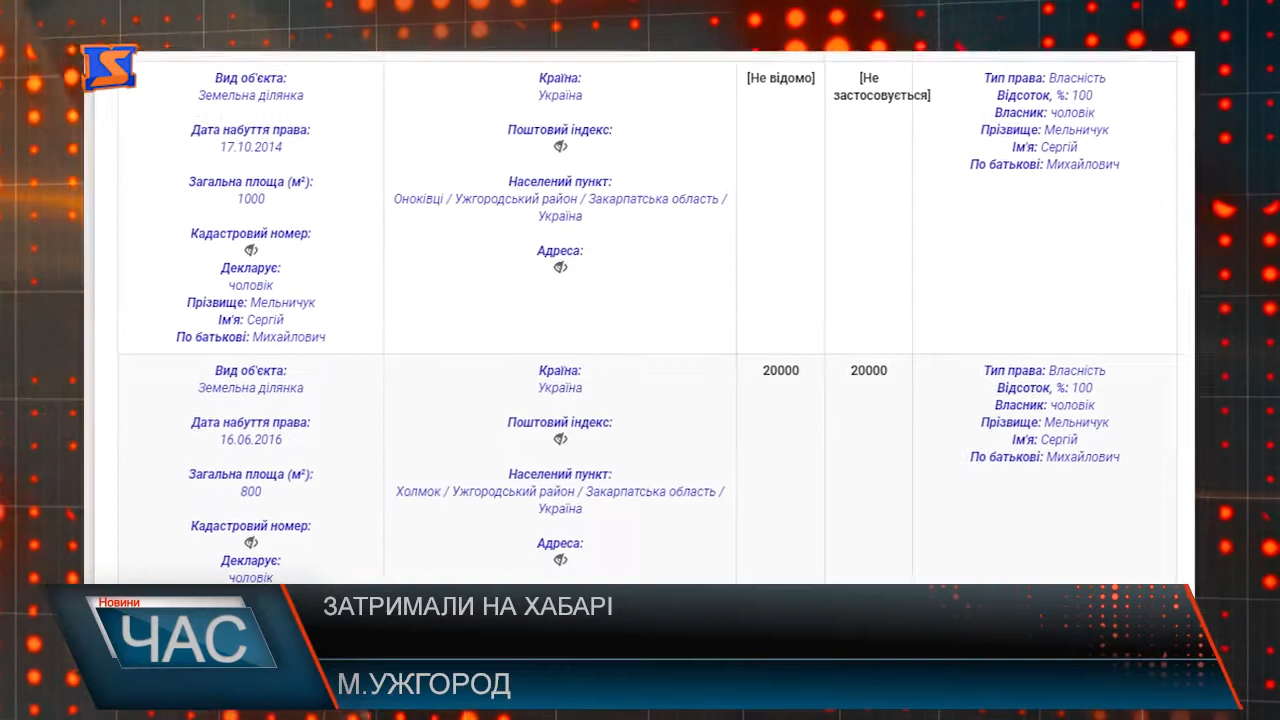 Вид об'єкта:
Земельна ділянка
Дата набуття права:
17.10.2014
Загальна площа (м²):
1000
Кадастровий номер:
Декларує:
чоловік
Прізвище: Мельничук
Ім'я: Сергій
По батькові: Михайлович
Країна:
Україна
Поштовий індекс:
Населений пункт:
Оноківці / Ужгородський район / Закарпатська область /
Україна
Адреса:
[Не відомо]
[Не
застосовується]
Тип права: Власність
Відсоток, %: 100
Власник: чоловік
Прізвище: Мельничук
Ім'я: Сергій
По батькові: Михайлович
Вид об'єкта:
Земельна ділянка
Дата набуття права:
16.06.2016
Загальна площа (м²):
800
Кадастровий номер:
Декларує:
чоловік
Країна:
Україна
Поштовий індекс:
Населений пункт:
Холмок / Ужгородський район / Закарпатська область /
Україна
Адреса:
20000
20000
Тип права: Власність
Відсоток, %: 100
Власник: чоловік
Прізвище: Мельничук
Ім'я: Сергій
По батькові: Михайлович
Новини
ЧАС
ЗАТРИМАЛИ НА ХАБАРІ
М.УЖГОРОД